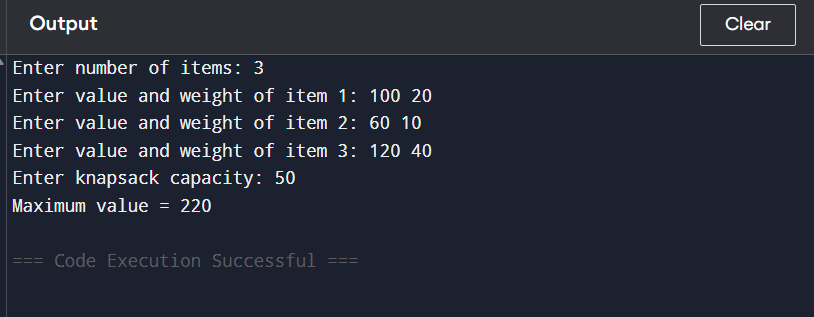 Output
Clear
Enter number of items: 3
Enter value and weight of item 1: 100 20
Enter value and weight of item 2: 60 10
Enter value and weight of item 3: 120 40
Enter knapsack capacity: 50
Maximum value = 220
=== Code Execution Successful ===